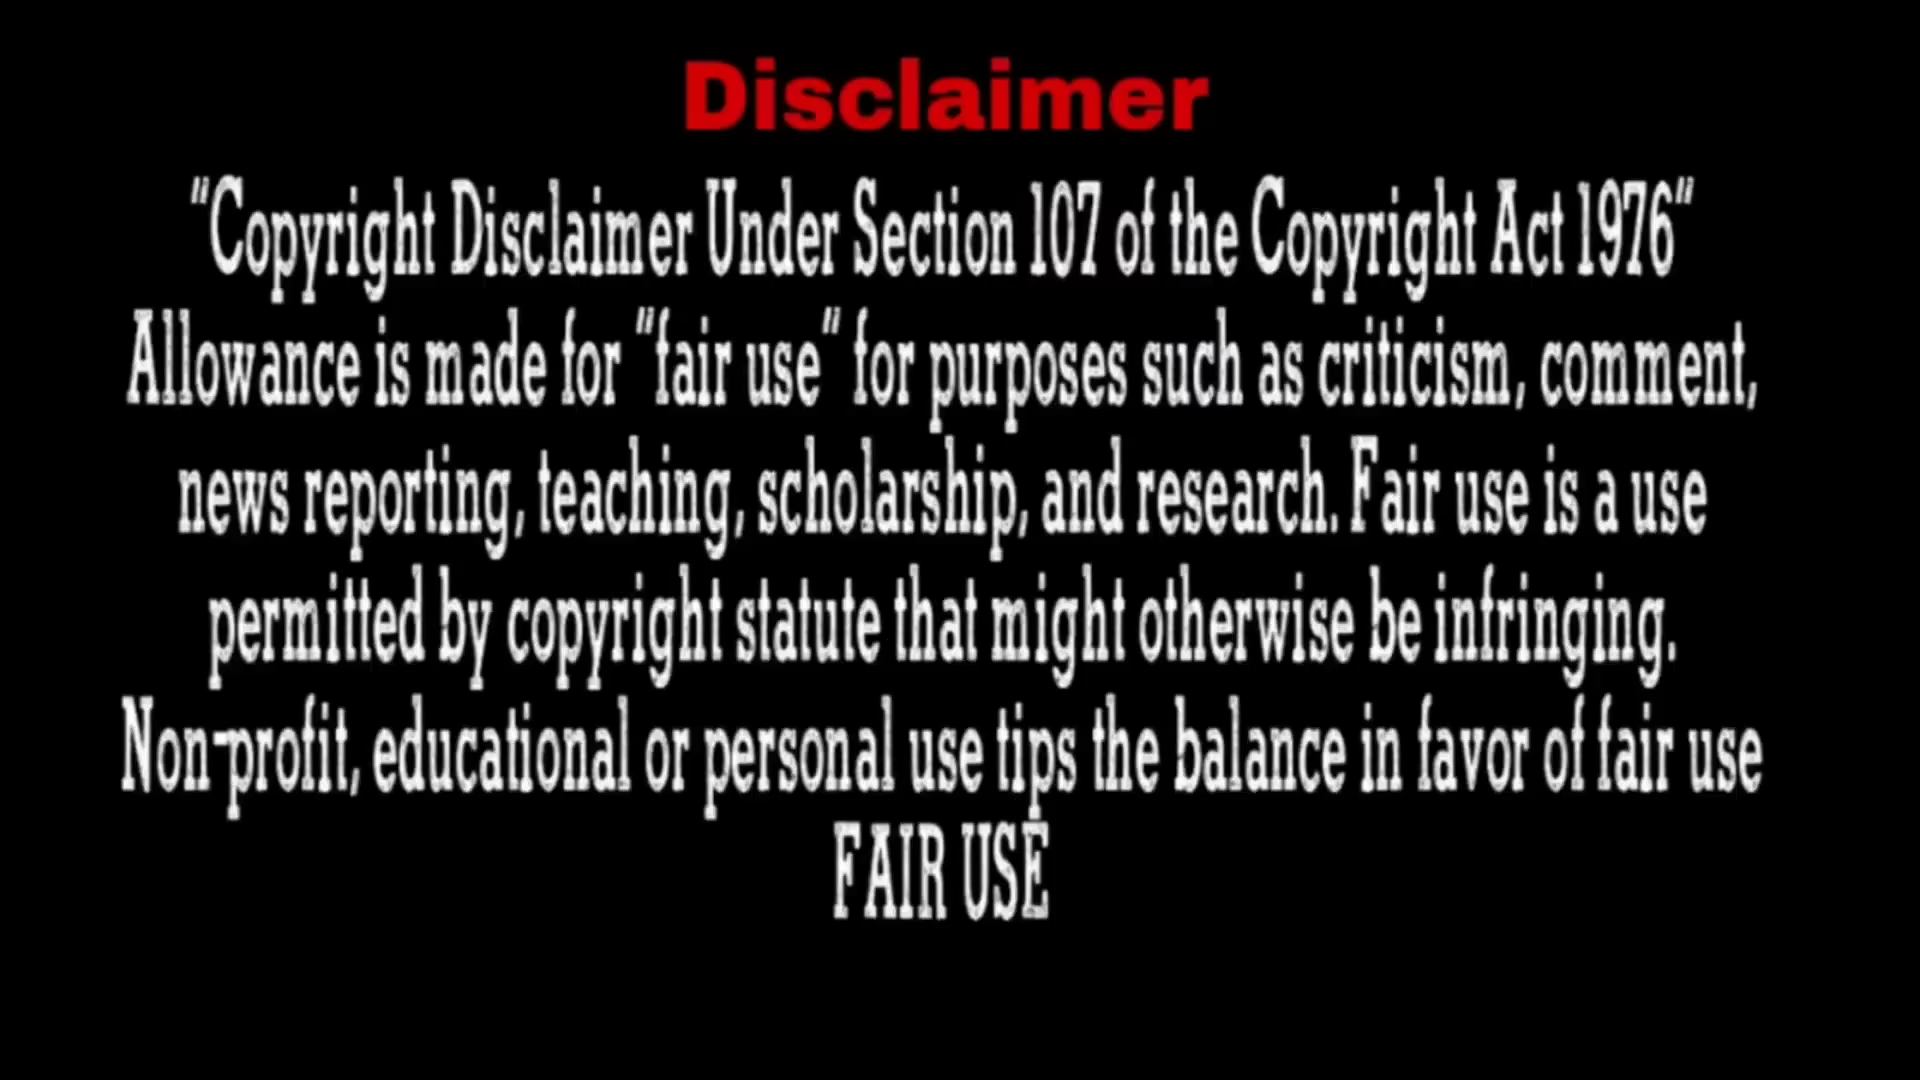 Disclaimer
"Copyright Disclaimer Under Section 107 of the Copyright Act 1976"
Allowance is made for "fair use" for purposes such as criticism, comment,
news reporting, teaching, scholarship, and research. Fair use is a use
permitted by copyright statute that might otherwise be infringing.
Non-profit, educational or personal use tips the balance in favor of fair use
FAIR USE